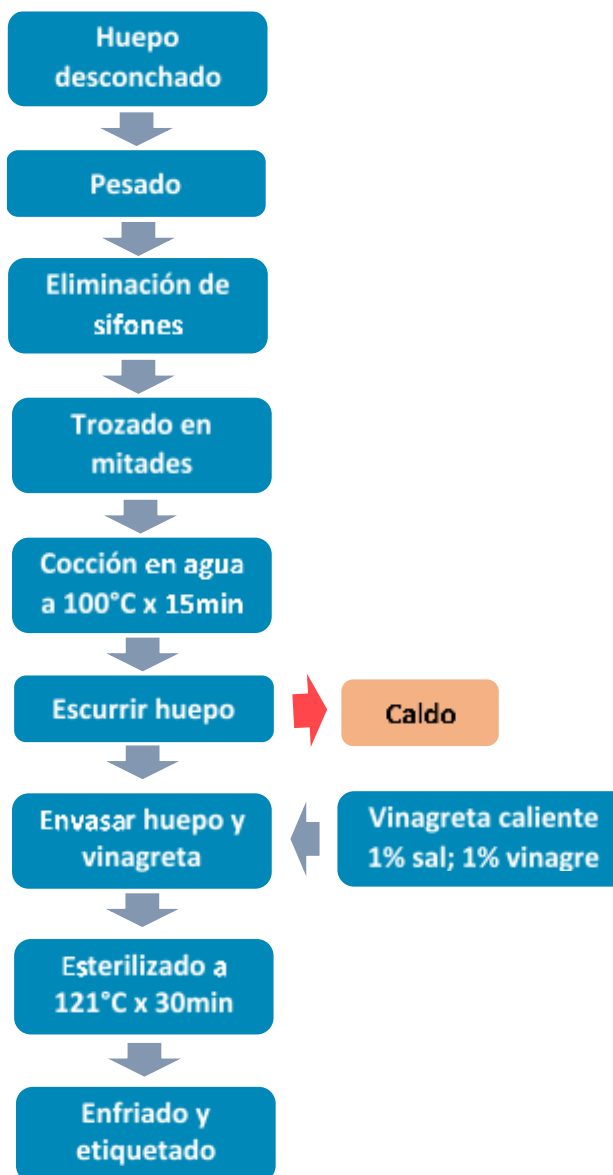 Huepo
desconchado
Pesado
Eliminación de
sifones
Trozado en
mitades
Cocción en agua
a 100°C x 15min
Escurrir huepo
Caldo
Envasar huepo y
vinagreta
Vinagreta caliente
1% sal; 1% vinagre
Esterilizado a
121°C x 30min
Enfriado y
etiquetado